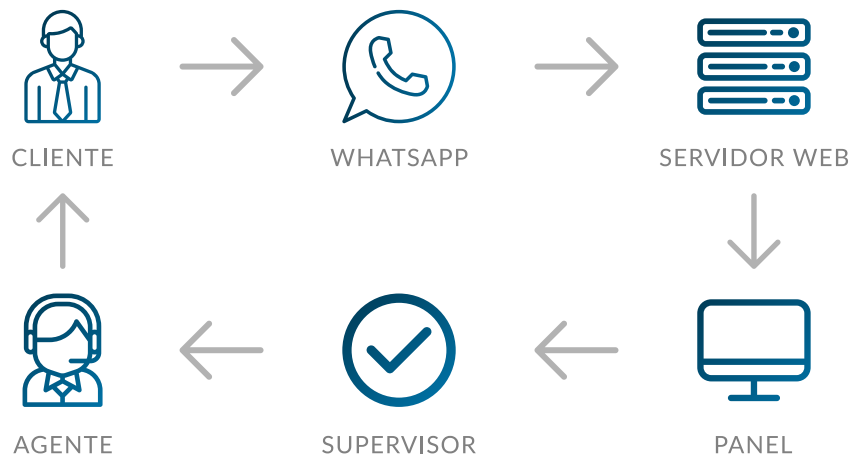 CLIENTE
WHATSAPP
SERVIDOR WEB
AGENTE
SUPERVISOR
PANEL